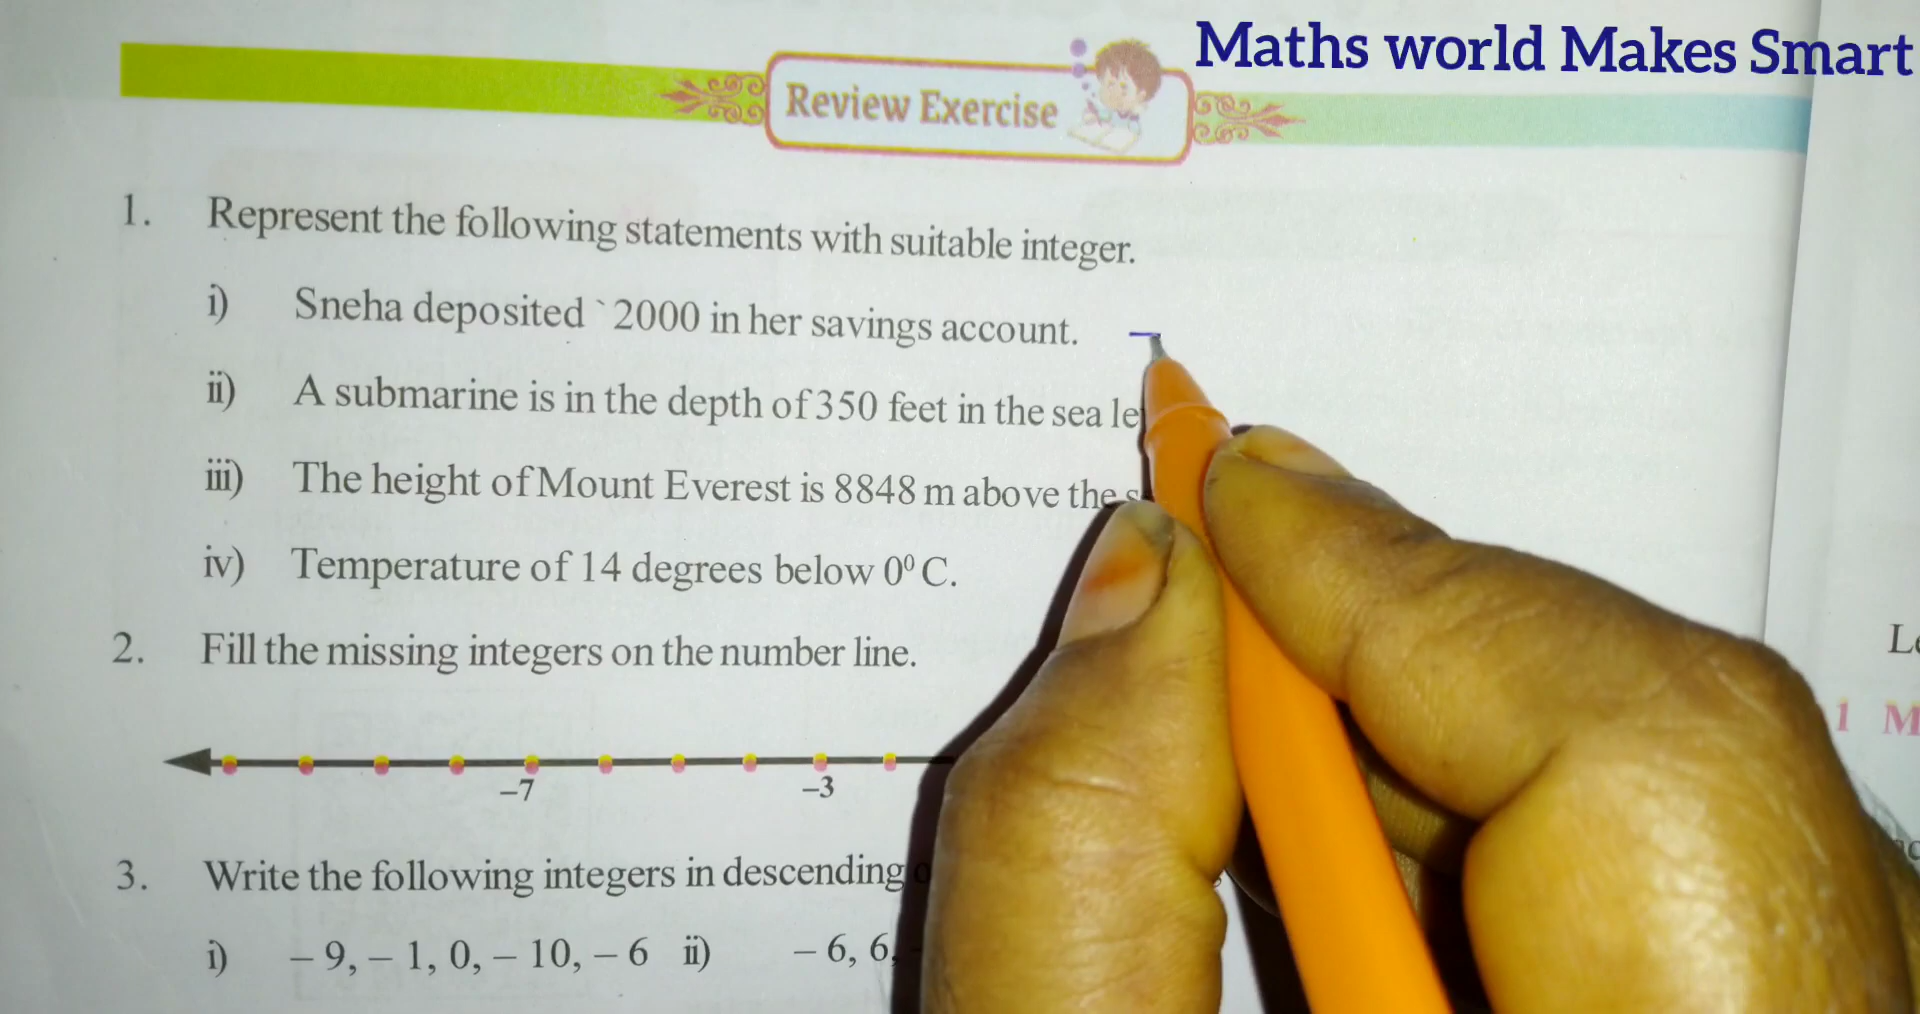 Maths world Makes Smart
Review Exercise
1. Represent the following statements with suitable integer.
i) Sneha deposited ` 2000 in her savings account. –
ii) A submarine is in the depth of 350 feet in the sea
iii) The height of Mount Everest is 8848 m above the
iv) Temperature of 14 degrees below 0⁰ C.
2. Fill the missing integers on the number line.
–7 –3
1 M
3. Write the following integers in descending
i) – 9, – 1, 0, – 10, – 6 ii) – 6, 6,